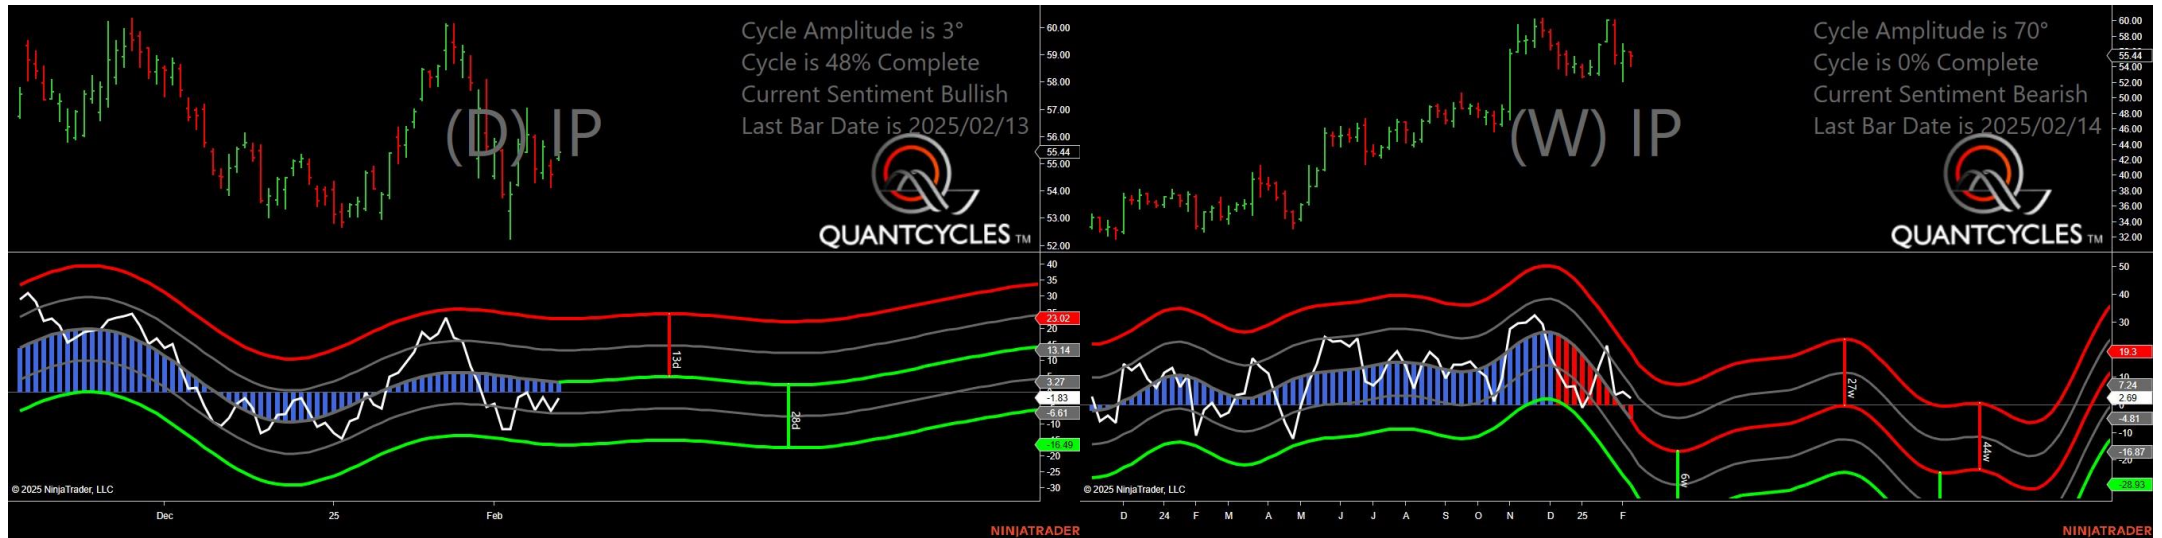 Cycle Amplitude is 3°
Cycle is 48% Complete
Current Sentiment Bullish
Last Bar Date is 2025/02/13
(D) IP
QUANTCYCLES TM
60.00
59.00
58.00
57.00
56.00
55.44
55.00
54.00
53.00
52.00
40
35
30
25
23.02
20
15
13.14
10
3.27
-1.83
-6.61
-10
-16.49
-20
-25
-30
13d
28d
© 2025 NinjaTrader, LLC
Dec
25
Feb
NINJATRADER
Cycle Amplitude is 70°
Cycle is 0% Complete
Current Sentiment Bearish
Last Bar Date is 2025/02/14
(W) IP
QUANTCYCLES TM
60.00
58.00
55.44
54.00
52.00
50.00
48.00
46.00
44.00
42.00
40.00
38.00
36.00
34.00
32.00
50
40
30
19.3
10
7.24
2.69
-4.81
-10
-16.87
-20
-28.93
6w
27w
44w
© 2025 NinjaTrader, LLC
D 24 F M A M J J A S O N D 25 F
NINJATRADER